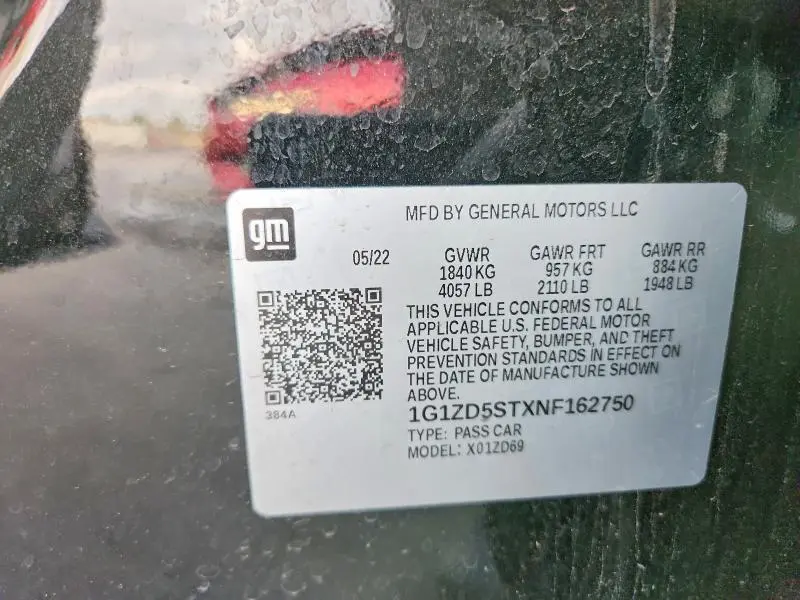 gm
MFD BY GENERAL MOTORS LLC
05/22
GVWR GAWR FRT GAWR RR
1840 KG 957 KG 884 KG
4057 LB 2110 LB 1948 LB
THIS VEHICLE CONFORMS TO ALL
APPLICABLE U.S. FEDERAL MOTOR
VEHICLE SAFETY, BUMPER, AND THEFT
PREVENTION STANDARDS IN EFFECT ON
THE DATE OF MANUFACTURE SHOWN
ABOVE.
384A
1G1ZD5STXNF162750
TYPE: PASS CAR
MODEL: X01ZD69